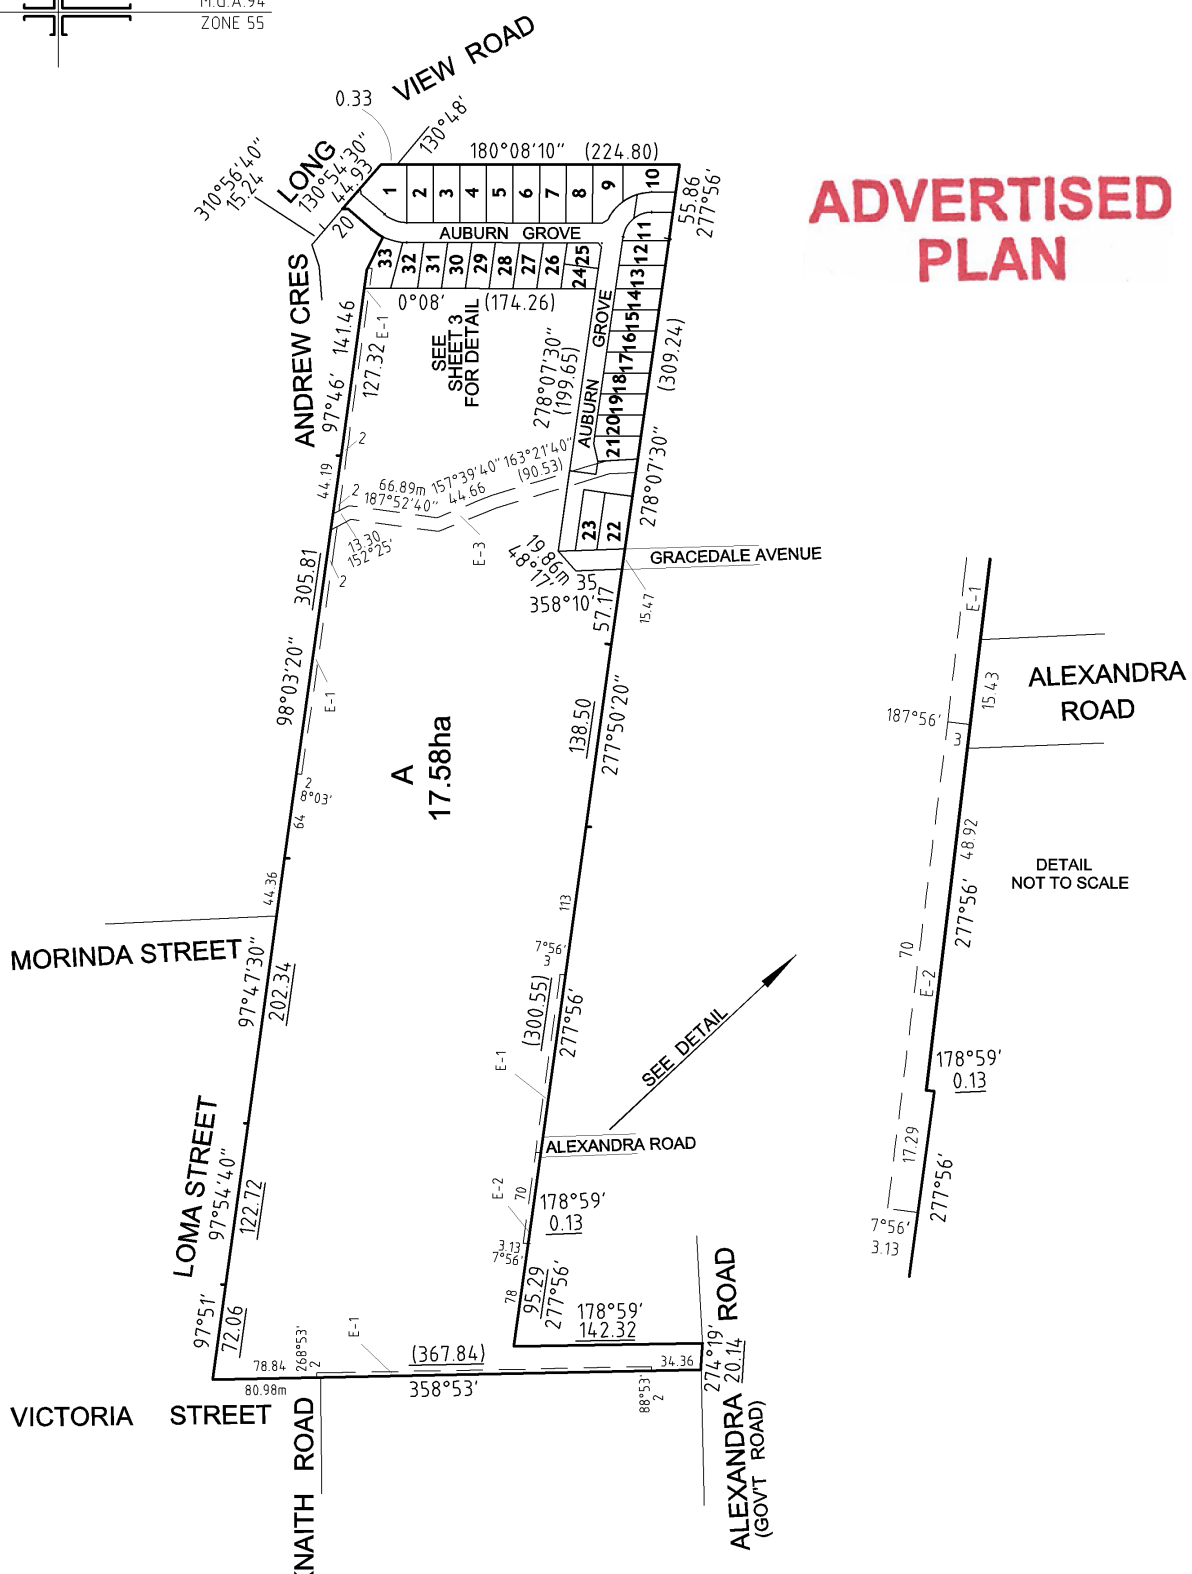 M.G.A.94
ZONE 55
VIEW ROAD
0.33
130°48'
LONG
130°54'30"
44.93
310°56'40"
15.24
20
180°08'10" (224.80)
1
2
3
4
5
6
7
8
9
10
55.86
277°56'
ADVERTISED
PLAN
AUBURN GROVE
33
32
31
30
29
28
27
26
25
24
11
12
13
14
15
16
17
18
19
20
21
0°08' (174.26)
ANDREW CRES
97°46' 141.46
127.32
E-1
SEE
SHEET 3
FOR DETAIL
278°07'30"
(199.65)
AUBURN GROVE
(309.24)
278°07'30"
2
44.19
2
66.89m 157°39'40" 163°21'40"
187°52'40" 44.66 (90.53)
13.30
152°25'
2
E-3
23
22
19.86m
48°17'
35
358°10'
GRACEDALE AVENUE
57.17
15.47
98°03'20"
305.81
E-1
2
8°03'
64
A
17.58ha
138.50
277°50'20"
E-1
15.43
ALEXANDRA
ROAD
187°56'
3
48.92
277°56'
70
E-2
DETAIL
NOT TO SCALE
178°59'
0.13
17.29
277°56'
7°56'
3.13
44.36
MORINDA STREET
97°47'30"
202.34
113
7°56'
3
(300.55)
277°56'
E-1
SEE DETAIL
ALEXANDRA ROAD
E-2
70
178°59'
0.13
3.13
7°56'
78
95.29
277°56'
LOMA STREET
97°54'40"
122.72
97°51'
72.06
178°59'
142.32
ALEXANDRA ROAD
(GOV'T ROAD)
274°19'
20.14
78.84
268°53'
2
E-1
(367.84)
34.36
80.98m
358°53'
88°53'
2
VICTORIA STREET
KNAITH ROAD